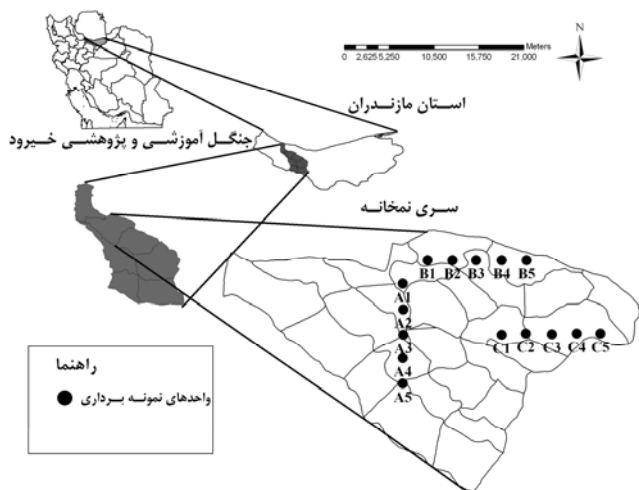 N
Meters
0 2,625 5,250 10,500 15,750 21,000
استان مازندران
جنگل آموزشی و پژوهشی خیرود
سری نمخانه
B1 B2 B3 B4 B5
A1
A2
A3
A4
A5
C1 C2 C3 C4 C5
راهنما
واحدهای نمونه برداری